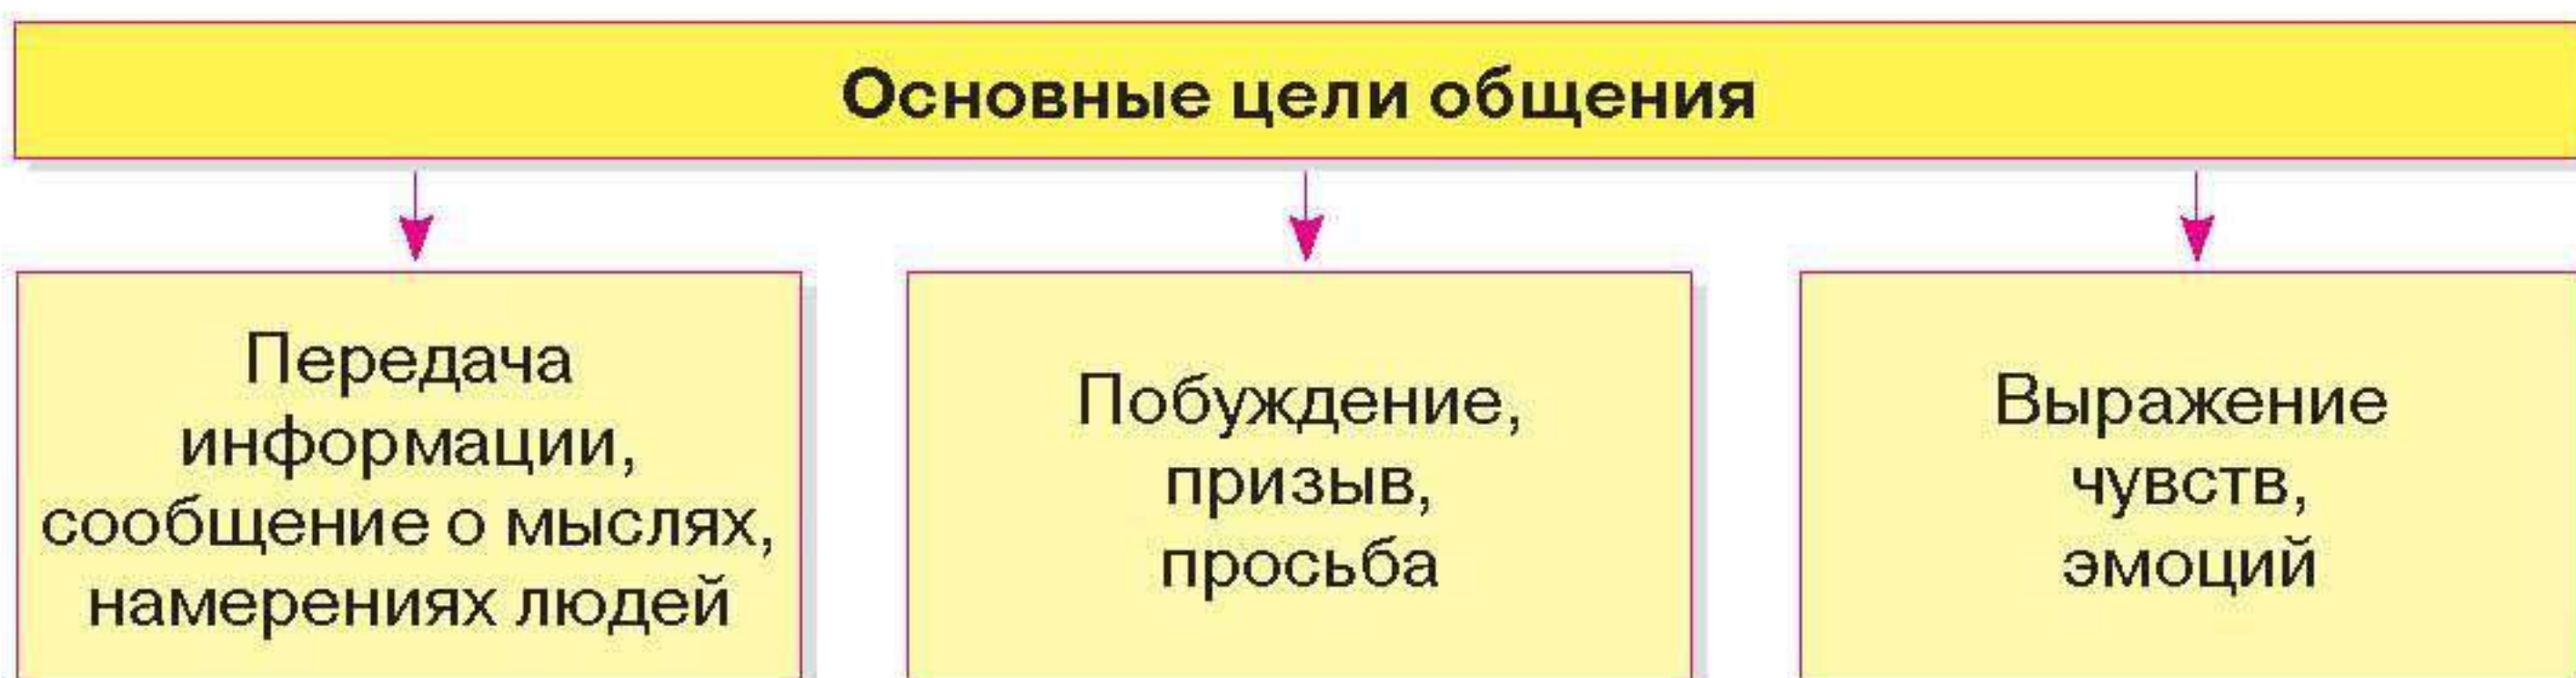 Основные цели общения
Передача
информации,
сообщение о мыслях,
намерениях людей
Побуждение,
призыв,
просьба
Выражение
чувств,
эмоций